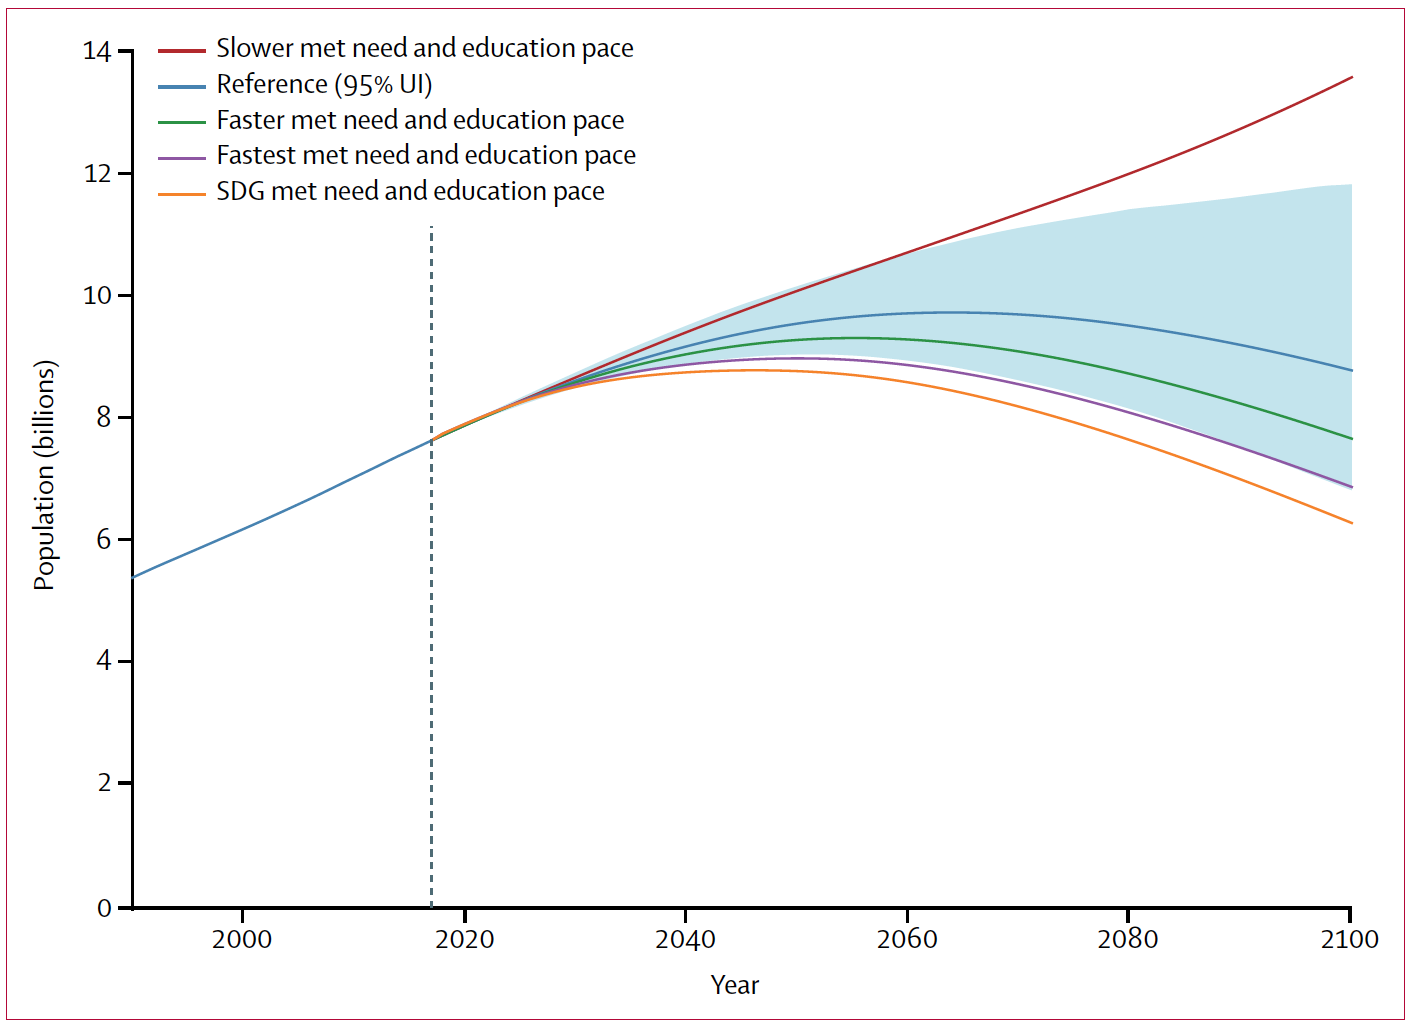 Slower met need and education pace
Reference (95% UI)
Faster met need and education pace
Fastest met need and education pace
SDG met need and education pace
14
12
10
8
6
4
2
0
Population (billions)
2000 2020 2040 2060 2080 2100
Year